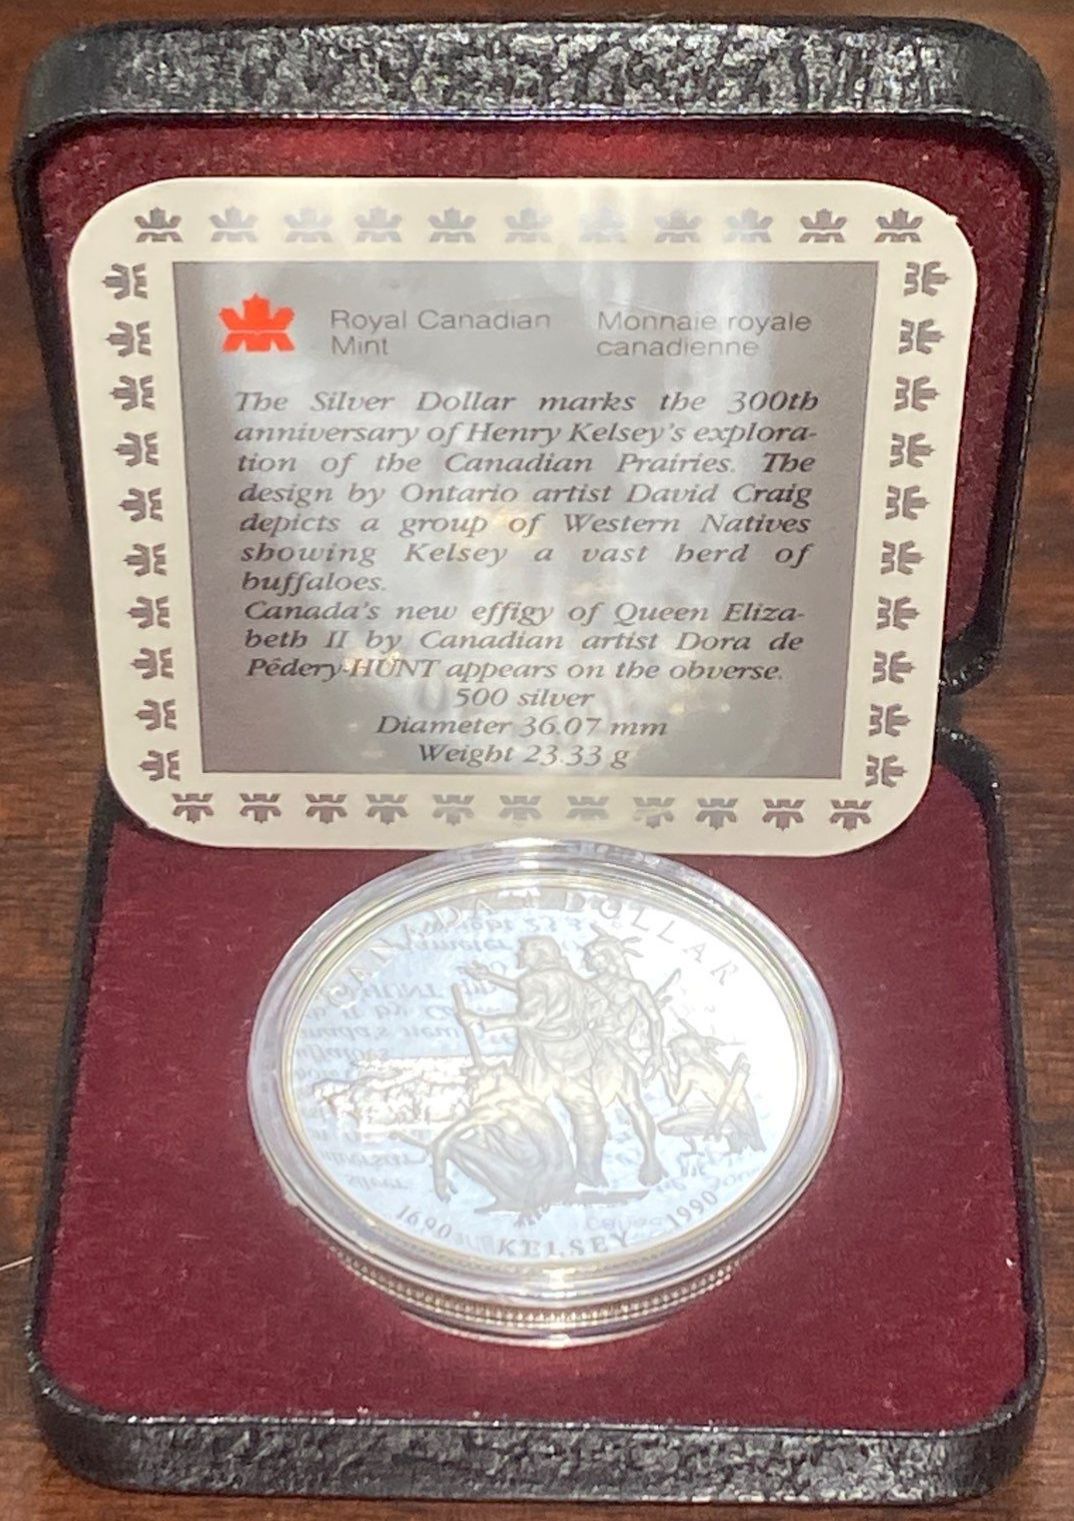 Royal Canadian Mint
Monnaie royale canadienne
The Silver Dollar marks the 300th
anniversary of Henry Kelsey's explora-
tion of the Canadian Prairies. The
design by Ontario artist David Craig
depicts a group of Western Natives
showing Kelsey a vast herd of
buffaloes.
Canada's new effigy of Queen Eliza-
beth II by Canadian artist Dora de
Pédery-HUNT appears on the obverse.
500 silver
Diameter 36.07 mm
Weight 23.33 g
CANADA DOLLAR
1690 KELSEY 1990